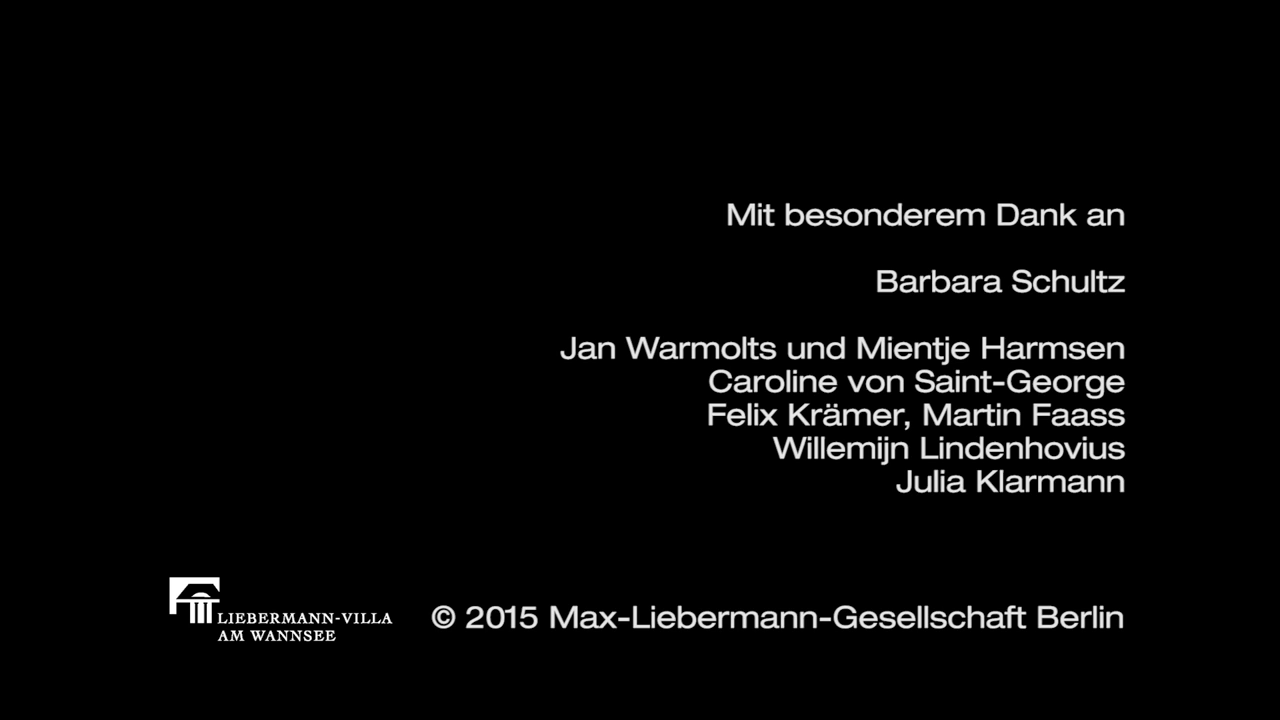 Mit besonderem Dank an
Barbara Schultz
Jan Warmolts und Mientje Harmsen
Caroline von Saint-George
Felix Krämer, Martin Faass
Willemijn Lindenhovius
Julia Klarmann
LIEBERMANN-VILLA
AM WANNSEE
© 2015 Max-Liebermann-Gesellschaft Berlin